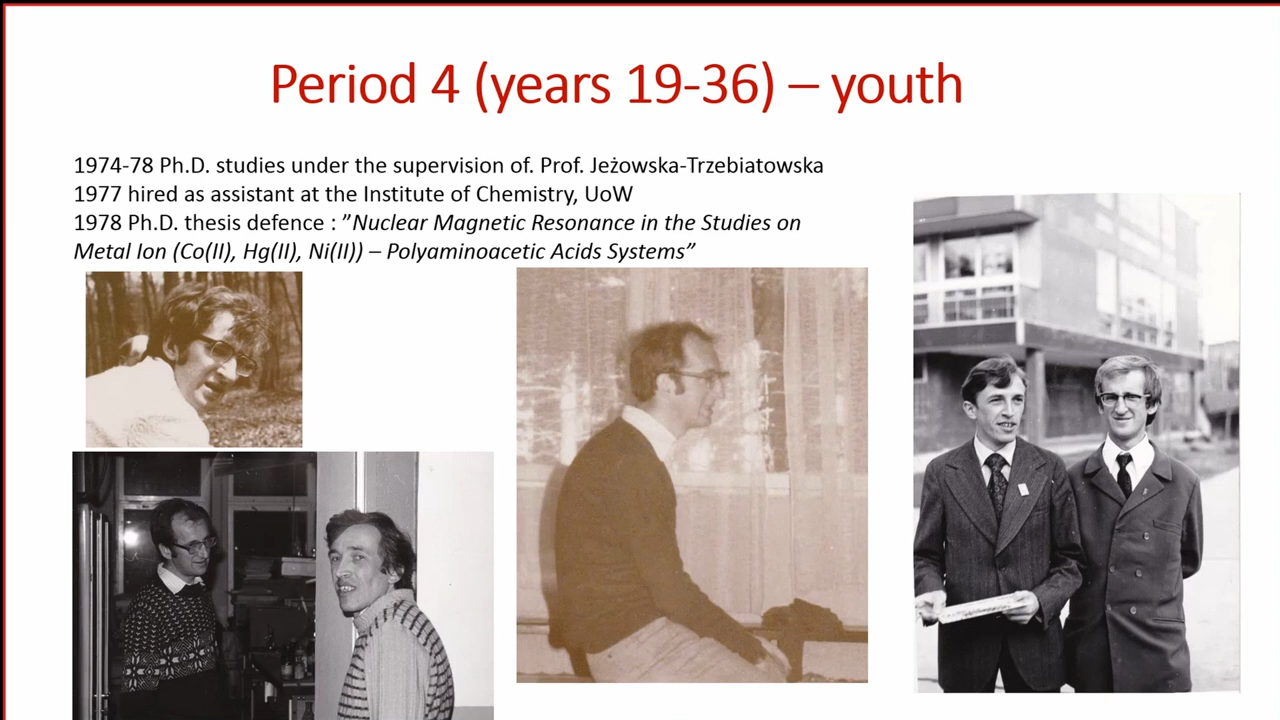 Period 4 (years 19-36) – youth
1974-78 Ph.D. studies under the supervision of. Prof. Jeżowska-Trzebiatowska
1977 hired as assistant at the Institute of Chemistry, UoW
1978 Ph.D. thesis defence : ”Nuclear Magnetic Resonance in the Studies on
Metal Ion (Co(II), Hg(II), Ni(II)) – Polyaminoacetic Acids Systems”